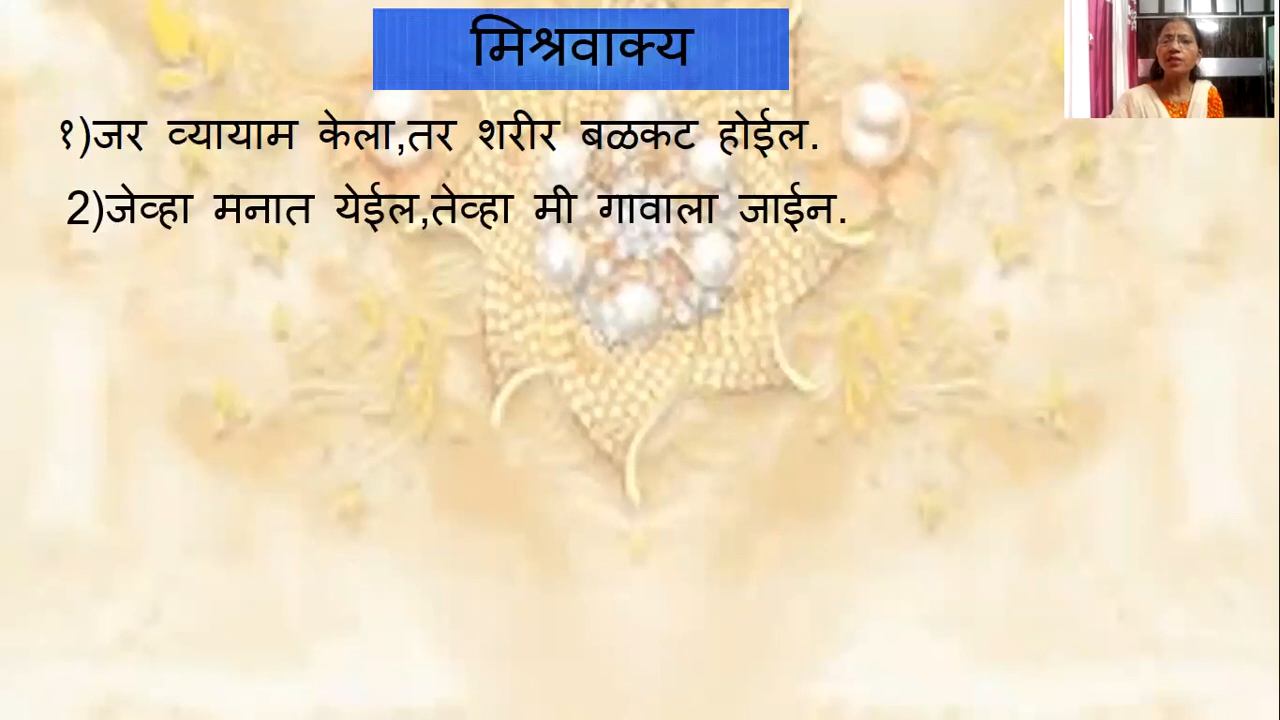 मिश्रवाक्य
१)जर व्यायाम केला,तर शरीर बळकट होईल.
2)जेव्हा मनात येईल,तेव्हा मी गावाला जाईन.